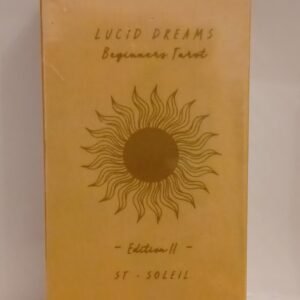 LUCiD DREAMS
Beginners Tarot
- Edition II -
ST - SOLEIL